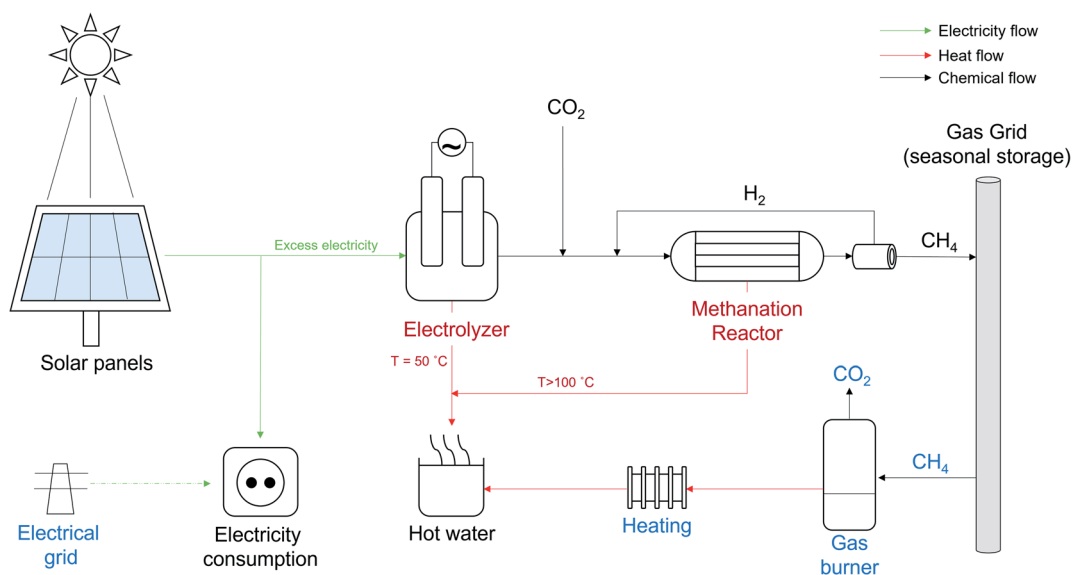 Electricity flow
Heat flow
Chemical flow
CO₂
Gas Grid
(seasonal storage)
H₂
Excess electricity
CH₄
Electrolyzer
Methanation
Reactor
Solar panels
T = 50 ˚C
T>100 ˚C
CO₂
CH₄
Electrical
grid
Electricity
consumption
Hot water
Heating
Gas
burner